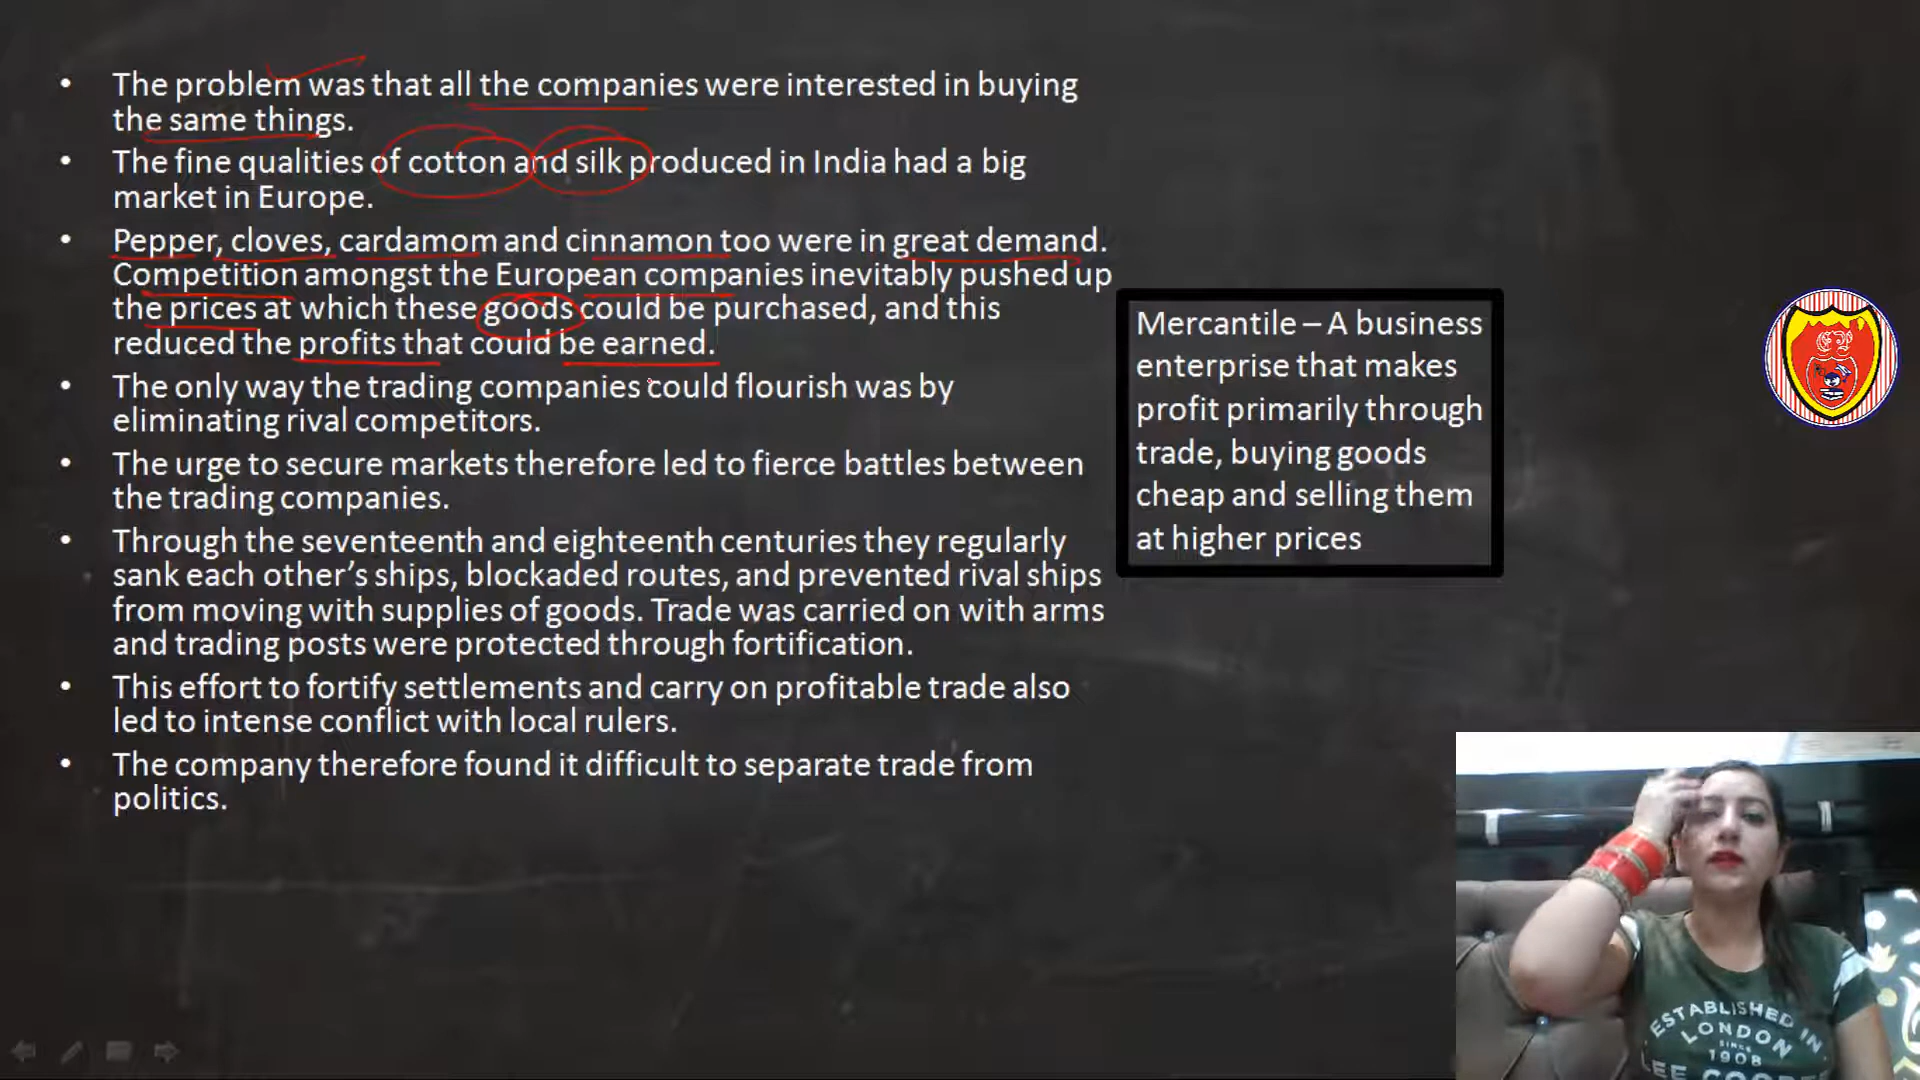 • The problem was that all the companies were interested in buying
the same things.
• The fine qualities of cotton and silk produced in India had a big
market in Europe.
• Pepper, cloves, cardamom and cinnamon too were in great demand.
Competition amongst the European companies inevitably pushed up
the prices at which these goods could be purchased, and this
reduced the profits that could be earned.
• The only way the trading companies could flourish was by
eliminating rival competitors.
• The urge to secure markets therefore led to fierce battles between
the trading companies.
• Through the seventeenth and eighteenth centuries they regularly
sank each other’s ships, blockaded routes, and prevented rival ships
from moving with supplies of goods. Trade was carried on with arms
and trading posts were protected through fortification.
• This effort to fortify settlements and carry on profitable trade also
led to intense conflict with local rulers.
• The company therefore found it difficult to separate trade from
politics.
Mercantile – A business
enterprise that makes
profit primarily through
trade, buying goods
cheap and selling them
at higher prices
ESTABLISHED IN
LONDON
SINCE
1908
LEE COOPER